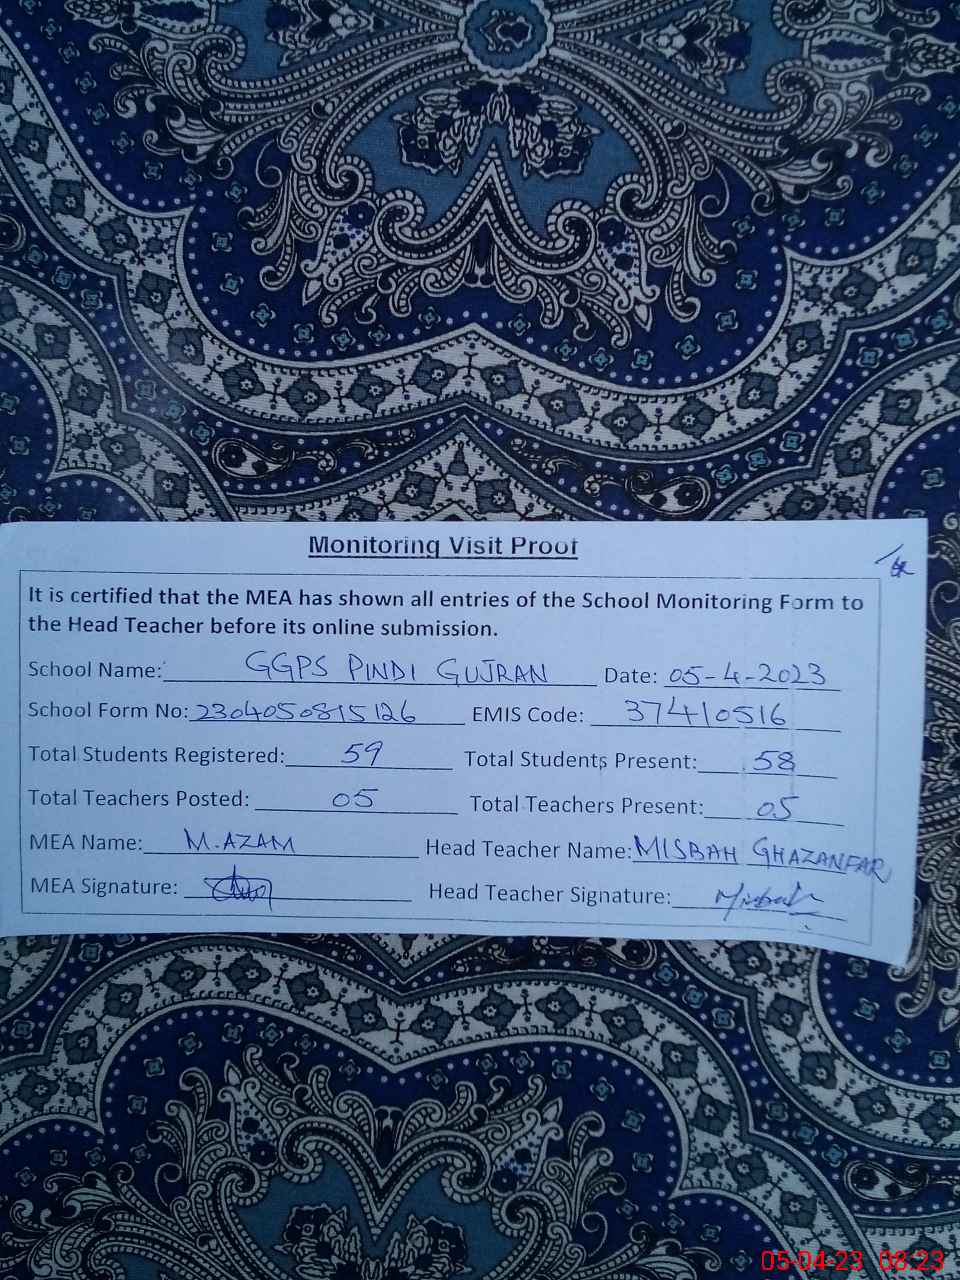 Monitoring Visit Proof
It is certified that the MEA has shown all entries of the School Monitoring Form to
the Head Teacher before its online submission.
School Name: GGPS PINDI GUJRAN Date: 05-4-2023
School Form No: 2304050815126 EMIS Code: 37410516
Total Students Registered: 59 Total Students Present: 58
Total Teachers Posted: 05 Total Teachers Present: 05
MEA Name: M.AZAM Head Teacher Name: MISBAH GHAZANFAR
MEA Signature: Head Teacher Signature: Misbah
05-04-23 08:23